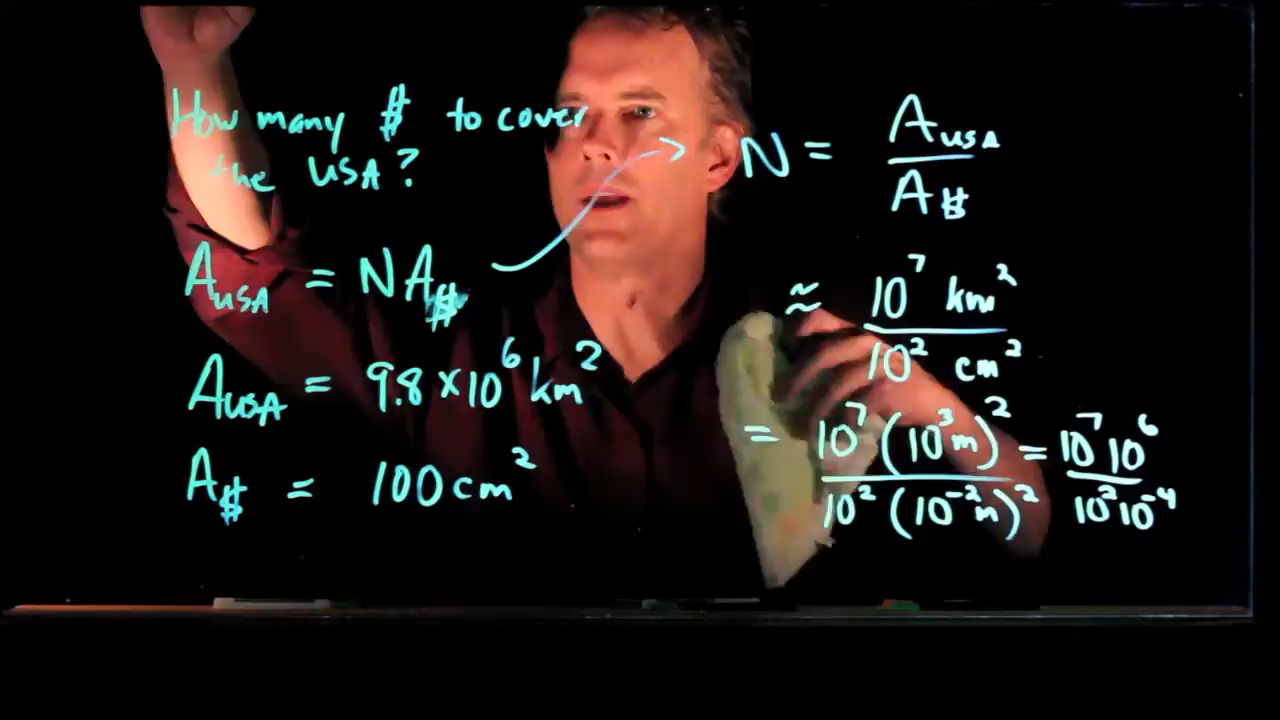 How many $ to cover
the USA?
A_USA = N A_$
A_USA = 9.8 × 10^6 km^2
A_$ = 100 cm^2
N = A_USA / A_$
≈ 10^7 km^2 / 10^2 cm^2
= 10^7 (10^3 m)^2 / 10^2 (10^-2 m)^2 = 10^7 10^6 / 10^2 10^-4